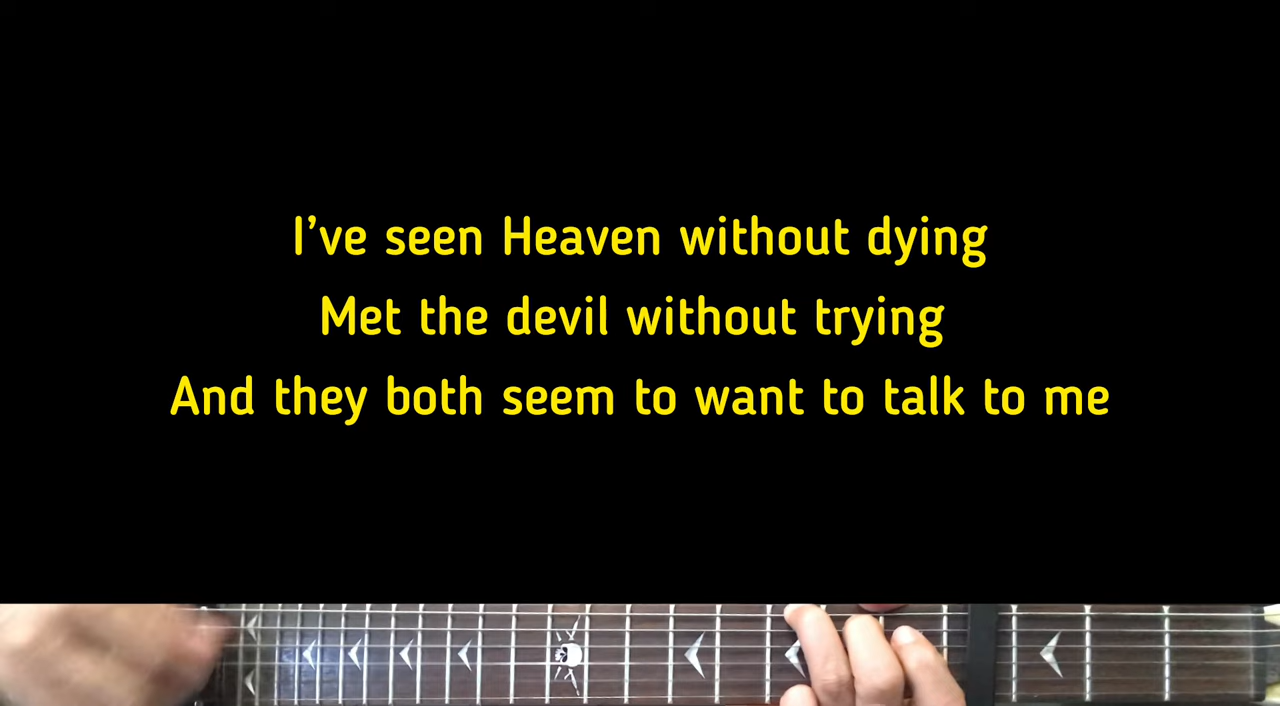 I’ve seen Heaven without dying
Met the devil without trying
And they both seem to want to talk to me